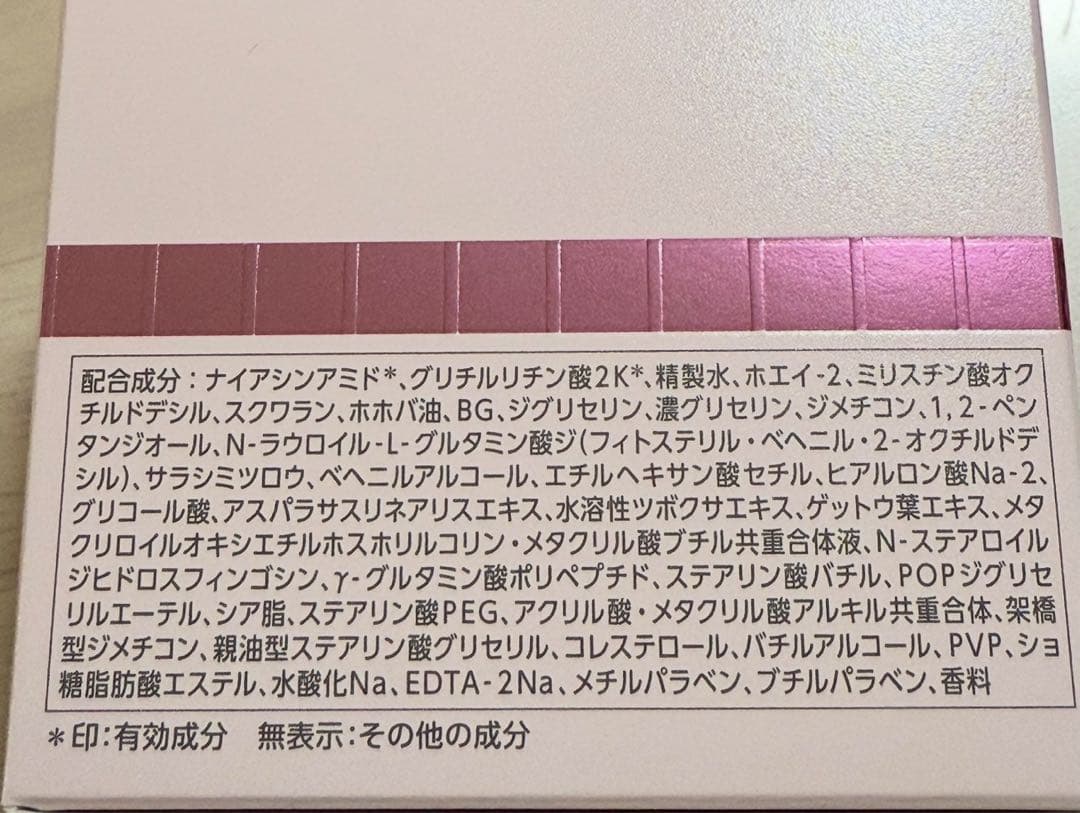 配合成分：ナイアシンアミド*、グリチルリチン酸2K*、精製水、ホエイ-2、ミリスチン酸オク
チルドデシル、スクワラン、ホホバ油、BG、ジグリセリン、濃グリセリン、ジメチコン、1,2-ペン
タンジオール、N-ラウロイル-L-グルタミン酸ジ(フィトステリル・ベヘニル・2-オクチルドデ
シル)、サラシミツロウ、ベヘニルアルコール、エチルヘキサン酸セチル、ヒアルロン酸Na-2、
グリコール酸、アスパラサスリネアリスエキス、水溶性ツボクサエキス、ゲットウ葉エキス、メタ
クリロイルオキシエチルホスホリルコリン・メタクリル酸ブチル共重合体液、N-ステアロイル
ジヒドロスフィンゴシン、γ-グルタミン酸ポリペプチド、ステアリン酸バチル、POPジグリセ
リルエーテル、シア脂、ステアリン酸PEG、アクリル酸・メタクリル酸アルキル共重合体、架橋
型ジメチコン、親油型ステアリン酸グリセリル、コレステロール、バチルアルコール、PVP、ショ
糖脂肪酸エステル、水酸化Na、EDTA-2Na、メチルパラベン、ブチルパラベン、香料
*印：有効成分　無表示：その他の成分